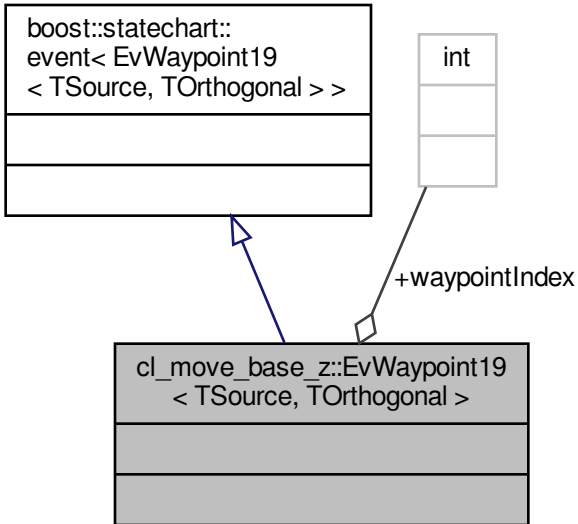 boost::statechart::
event< EvWaypoint19
< TSource, TOrthogonal > >
int
+waypointIndex
cl_move_base_z::EvWaypoint19
< TSource, TOrthogonal >